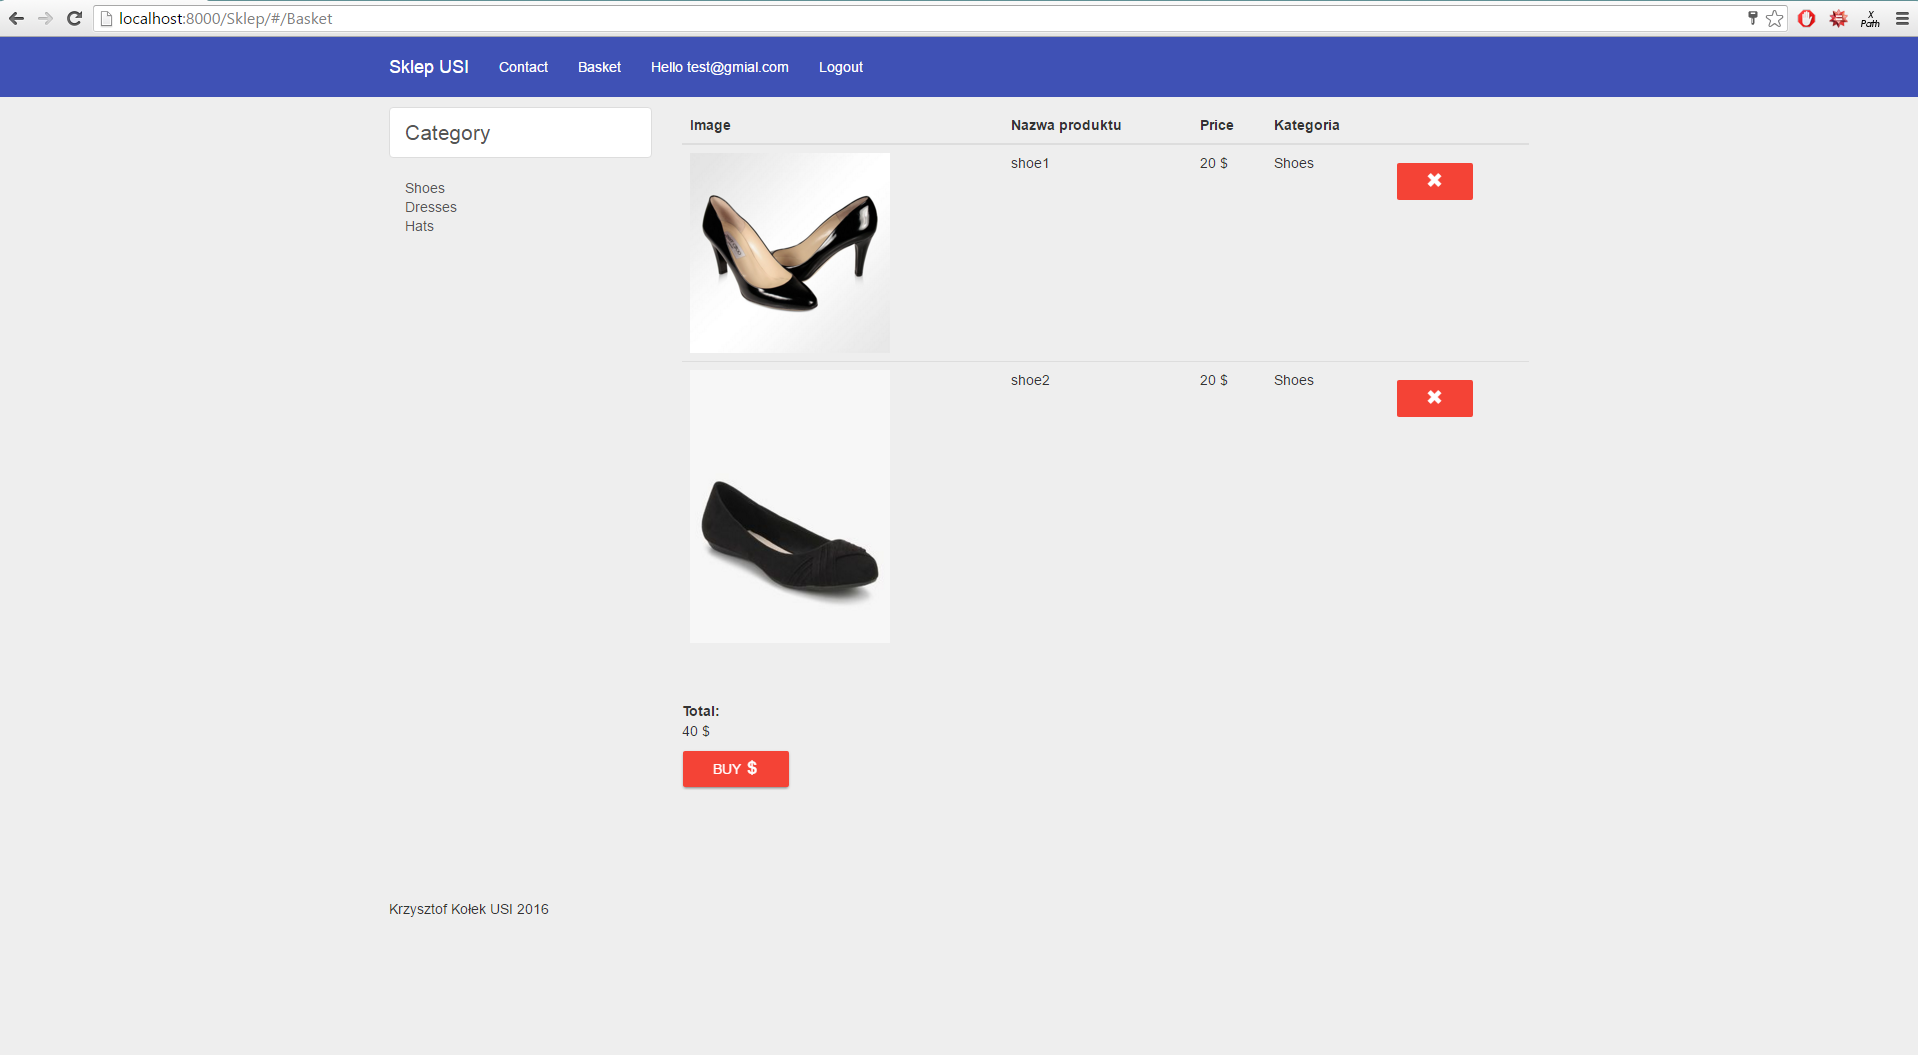 localhost:8000/Sklep/#/Basket
X
Path
Sklep USI Contact Basket Hello test@gmial.com Logout
Category
Shoes
Dresses
Hats
Image Nazwa produktu Price Kategoria
shoe1 20 $ Shoes
shoe2 20 $ Shoes
Total:
40 $
BUY $
Krzysztof Kołek USI 2016